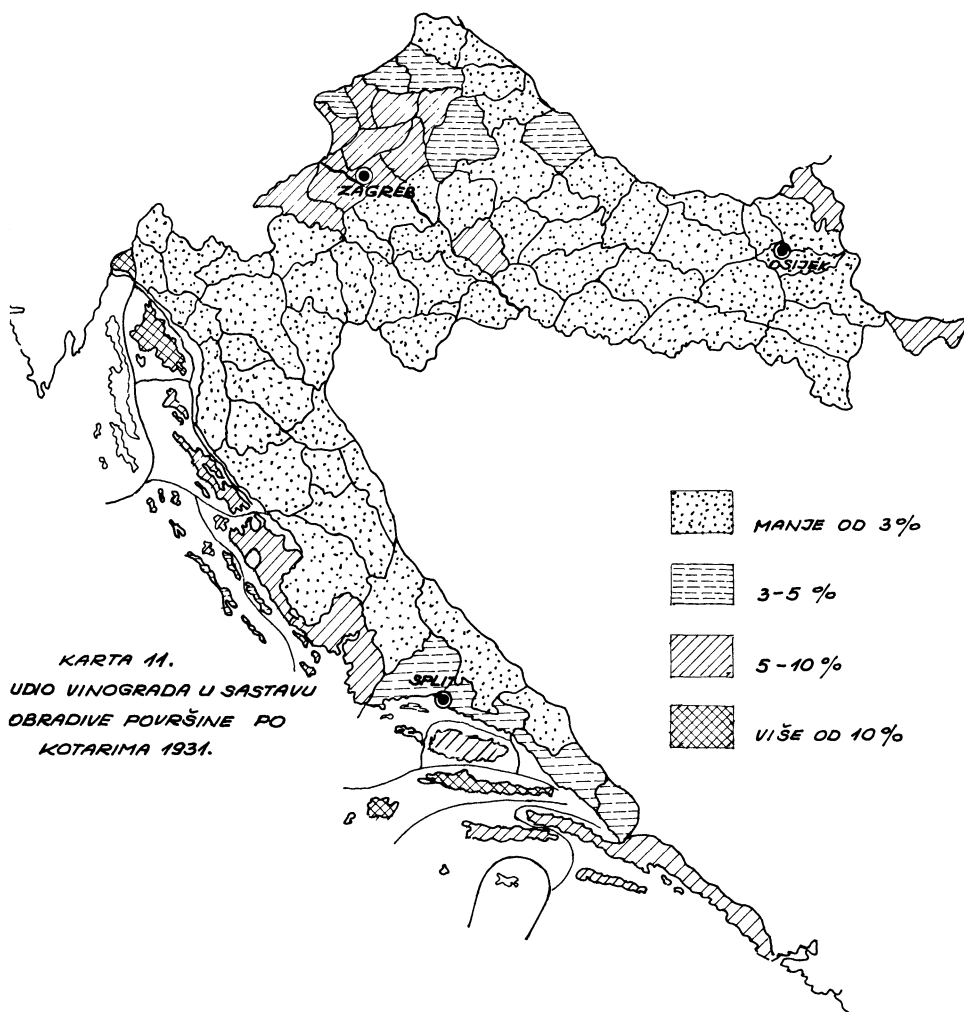 ZAGREB
OSIJEK
SPLIT
MANJE OD 3%
3-5 %
5-10%
VIŠE OD 10%
KARTA 11.
UDIO VINOGRADA U SASTAVU
OBRADIVE POVRŠINE PO
KOTARIMA 1931.